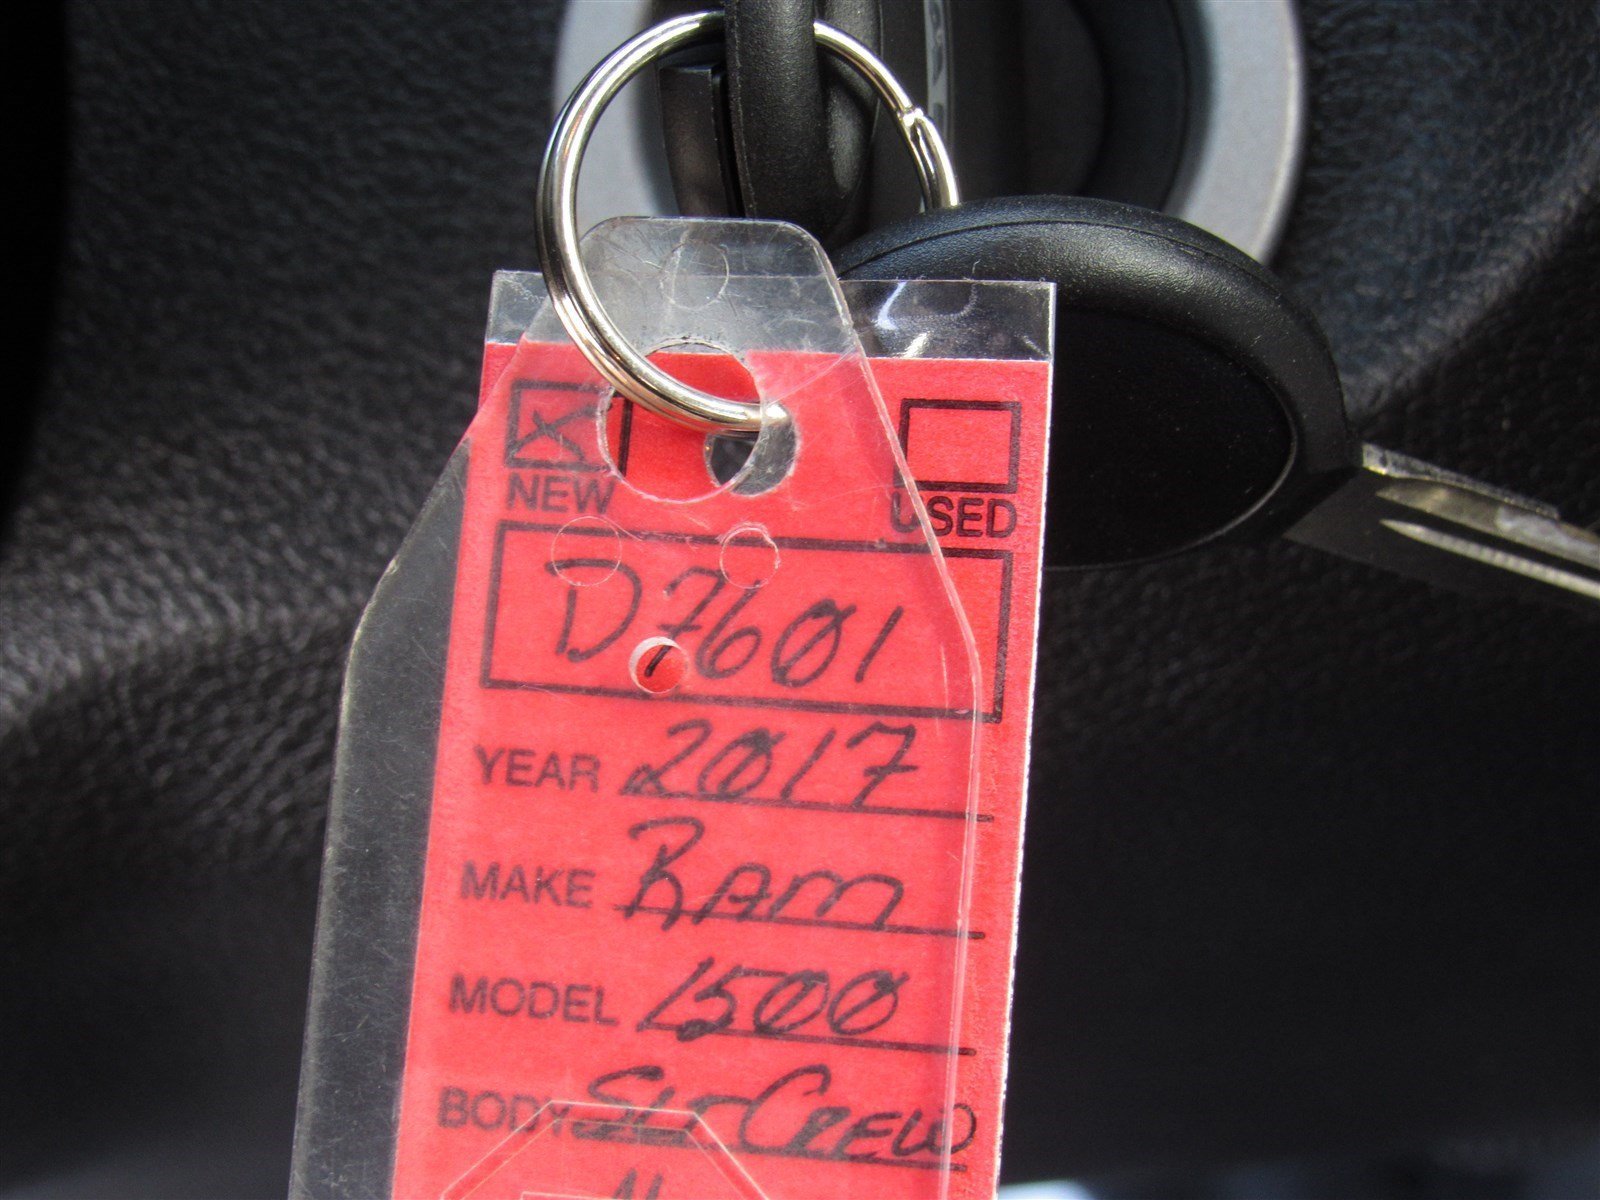 NEW USED
D7601
YEAR 2017
MAKE RAM
MODEL 1500
BODY SLT CREW